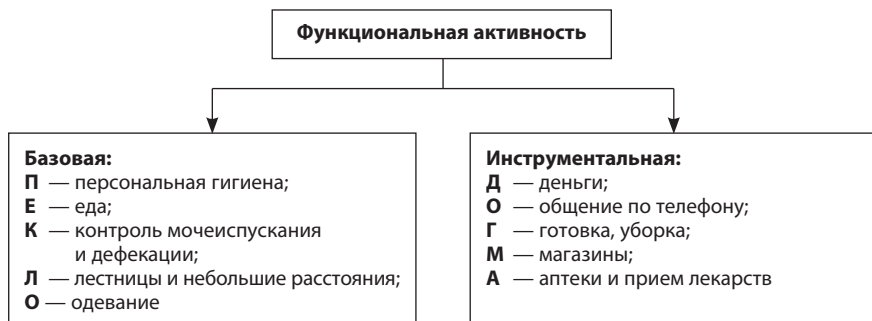 Функциональная активность
Базовая:
П — персональная гигиена;
Е — еда;
К — контроль мочеиспускания
и дефекации;
Л — лестницы и небольшие расстояния;
О — одевание
Инструментальная:
Д — деньги;
О — общение по телефону;
Г — готовка, уборка;
М — магазины;
А — аптеки и прием лекарств